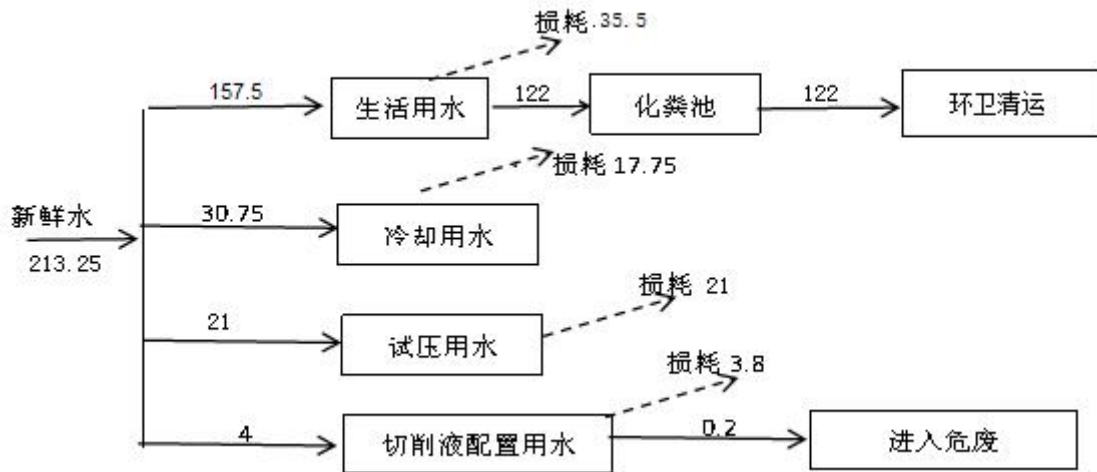 损耗.35.5
157.5
生活用水
122
化粪池
122
环卫清运
损耗 17.75
新鲜水
213.25
30.75
冷却用水
损耗 21
21
试压用水
损耗 3.8
4
切削液配置用水
0.2
进入危废